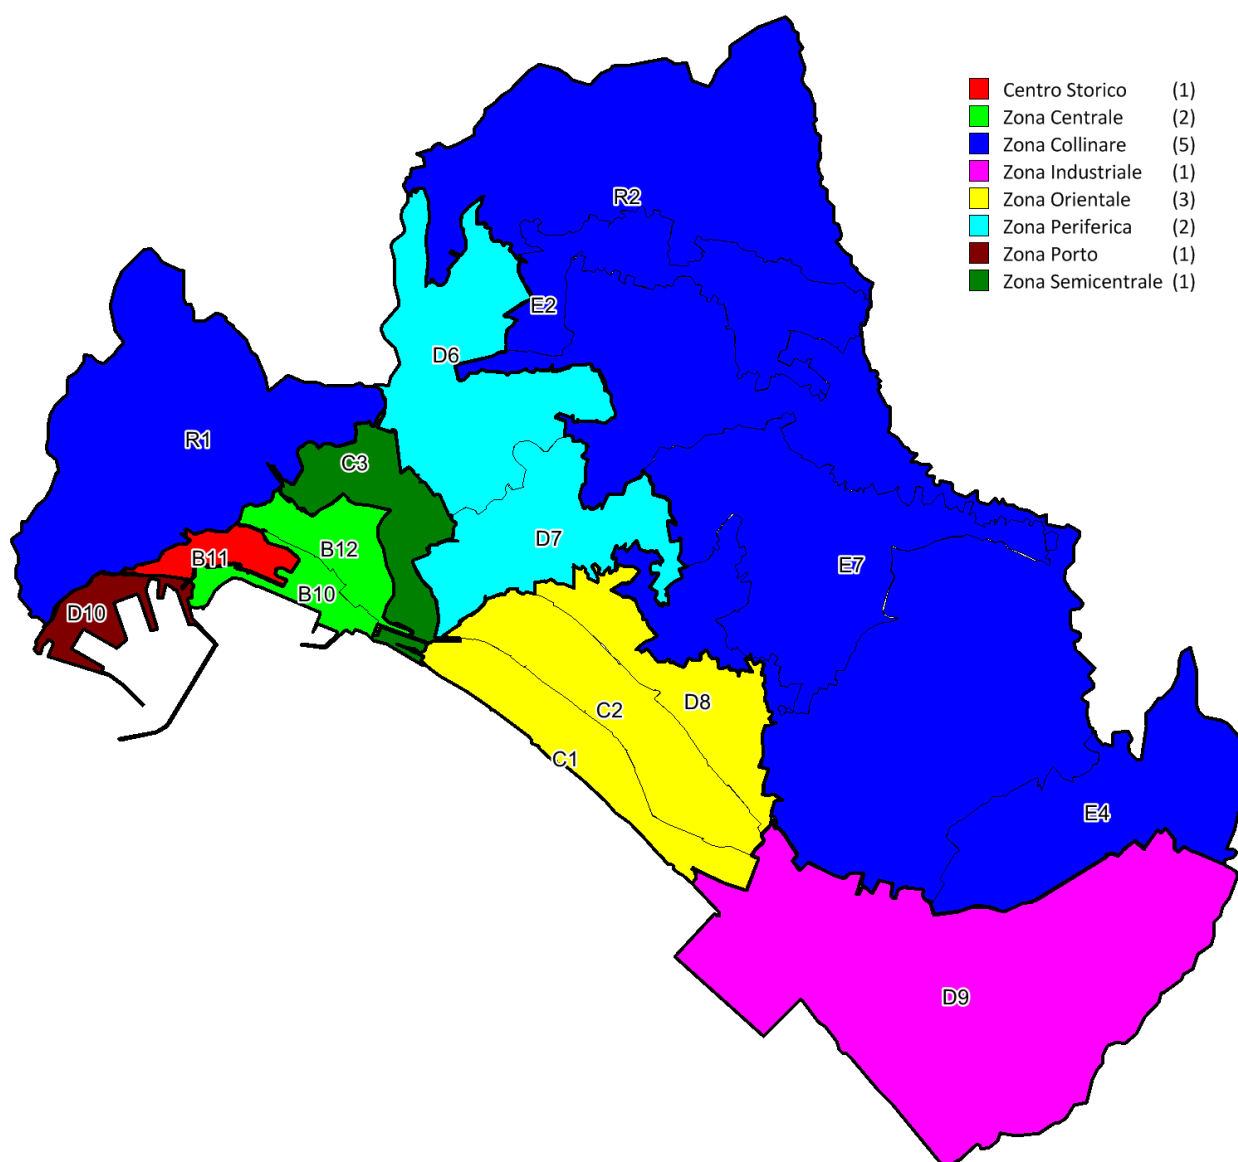 Centro Storico (1)
Zona Centrale (2)
Zona Collinare (5)
Zona Industriale (1)
Zona Orientale (3)
Zona Periferica (2)
Zona Porto (1)
Zona Semicentrale (1)
R2
E2
D6
R1
C3
D7
B12
B11
E7
B10
D10
D8
C2
C1
E4
D9